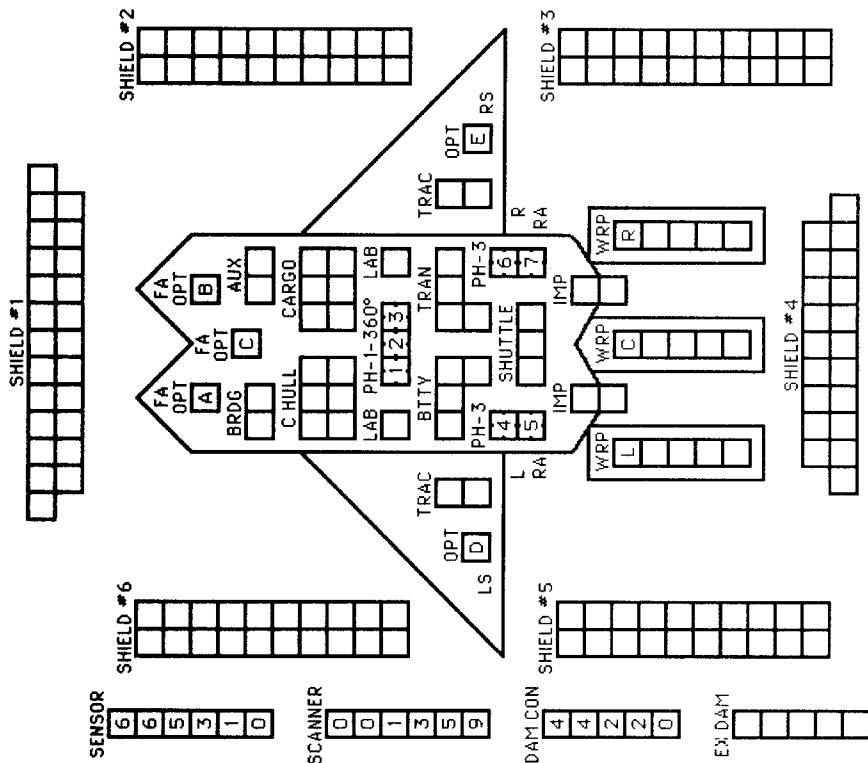 SHIELD #1
SHIELD #2
SHIELD #6
FA
OPT
A
FA
OPT
C
FA
OPT
B
BRDG
AUX
C HULL
CARGO
LAB
PH-1-360°
1 2 3
LAB
BTTY
TRAN
TRAC
TRAC
OPT
D
LS
OPT
E
RS
PH-3
4
5
L
RA
SHUTTLE
PH-3
6
7
R
RA
IMP
IMP
WRP
L
WRP
C
WRP
R
SHIELD #5
SHIELD #4
SHIELD #3
SENSOR
6
6
5
3
1
0
SCANNER
0
0
1
3
5
9
DAM CON
4
4
2
2
0
EX DAM